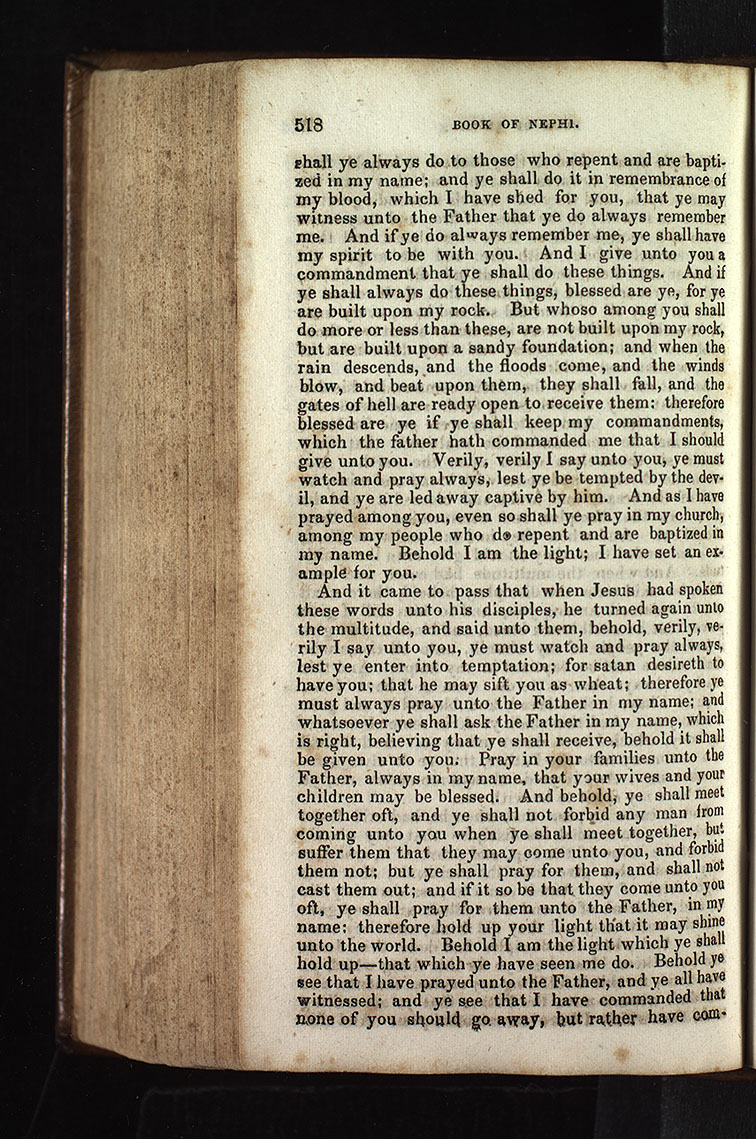 518 BOOK OF NEPHI.
shall ye always do to those who repent and are bapti-
zed in my name; and ye shall do it in remembrance of
my blood, which I have shed for you, that ye may
witness unto the Father that ye do always remember
me. And if ye do always remember me, ye shall have
my spirit to be with you. And I give unto you a
commandment that ye shall do these things. And if
ye shall always do these things, blessed are ye, for ye
are built upon my rock. But whoso among you shall
do more or less than these, are not built upon my rock,
but are built upon a sandy foundation; and when the
rain descends, and the floods come, and the winds
blow, and beat upon them, they shall fall, and the
gates of hell are ready open to receive them: therefore
blessed are ye if ye shall keep my commandments,
which the father hath commanded me that I should
give unto you. Verily, verily I say unto you, ye must
watch and pray always, lest ye be tempted by the dev-
il, and ye are led away captive by him. And as I have
prayed among you, even so shall ye pray in my church,
among my people who do repent and are baptized in
my name. Behold I am the light; I have set an ex-
ample for you.
And it came to pass that when Jesus had spoken
these words unto his disciples, he turned again unto
the multitude, and said unto them, behold, verily, ve-
rily I say unto you, ye must watch and pray always,
lest ye enter into temptation; for satan desireth to
have you; that he may sift you as wheat; therefore ye
must always pray unto the Father in my name; and
whatsoever ye shall ask the Father in my name, which
is right, believing that ye shall receive, behold it shall
be given unto you. Pray in your families unto the
Father, always in my name, that your wives and your
children may be blessed. And behold, ye shall meet
together oft, and ye shall not forbid any man from
coming unto you when ye shall meet together, but
suffer them that they may come unto you, and forbid
them not; but ye shall pray for them, and shall not
cast them out; and if it so be that they come unto you
oft, ye shall pray for them unto the Father, in my
name: therefore hold up your light that it may shine
unto the world. Behold I am the light which ye shall
hold up—that which ye have seen me do. Behold ye
see that I have prayed unto the Father, and ye all have
witnessed; and ye see that I have commanded that
none of you should go away, but rather have com-